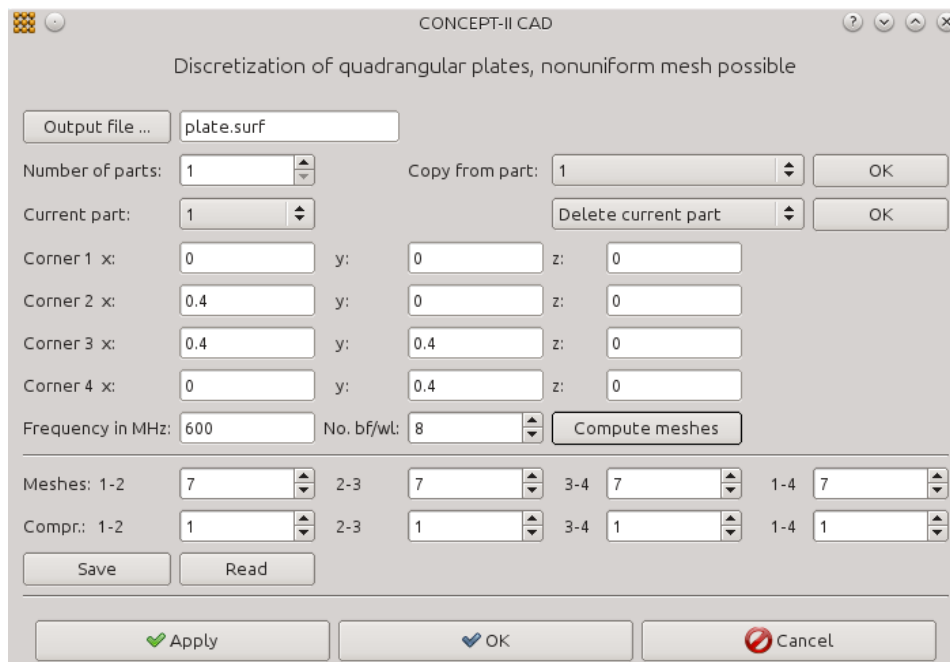 CONCEPT-II CAD
Discretization of quadrangular plates, nonuniform mesh possible
Output file ... plate.surf
Number of parts: 1 Copy from part: 1 OK
Current part: 1 Delete current part OK
Corner 1 x: 0 y: 0 z: 0
Corner 2 x: 0.4 y: 0 z: 0
Corner 3 x: 0.4 y: 0.4 z: 0
Corner 4 x: 0 y: 0.4 z: 0
Frequency in MHz: 600 No. bf/wl: 8 Compute meshes
Meshes: 1-2 7 2-3 7 3-4 7 1-4 7
Compr.: 1-2 1 2-3 1 3-4 1 1-4 1
Save Read
Apply OK Cancel